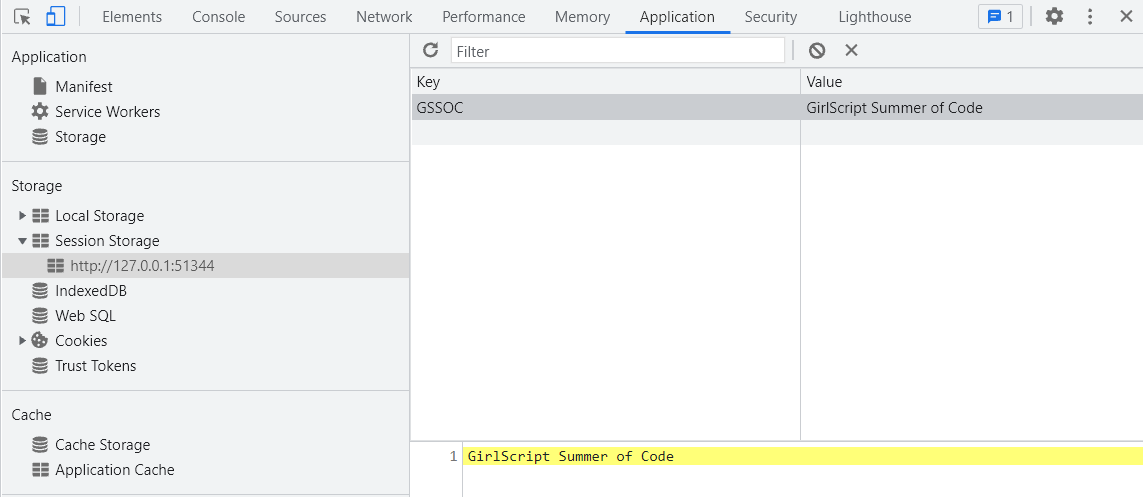 Elements Console Sources Network Performance Memory Application Security Lighthouse 1
Application
Manifest
Service Workers
Storage
Storage
Local Storage
Session Storage
http://127.0.0.1:51344
IndexedDB
Web SQL
Cookies
Trust Tokens
Cache
Cache Storage
Application Cache
Filter
Key Value
GSSOC GirlScript Summer of Code
1 GirlScript Summer of Code